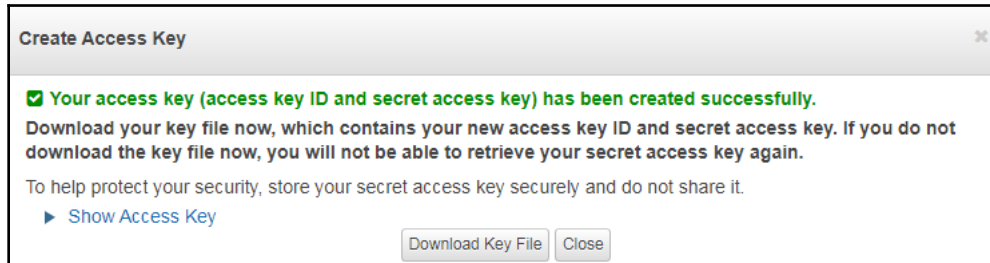 Create Access Key
Your access key (access key ID and secret access key) has been created successfully.
Download your key file now, which contains your new access key ID and secret access key. If you do not
download the key file now, you will not be able to retrieve your secret access key again.
To help protect your security, store your secret access key securely and do not share it.
Show Access Key
Download Key File Close